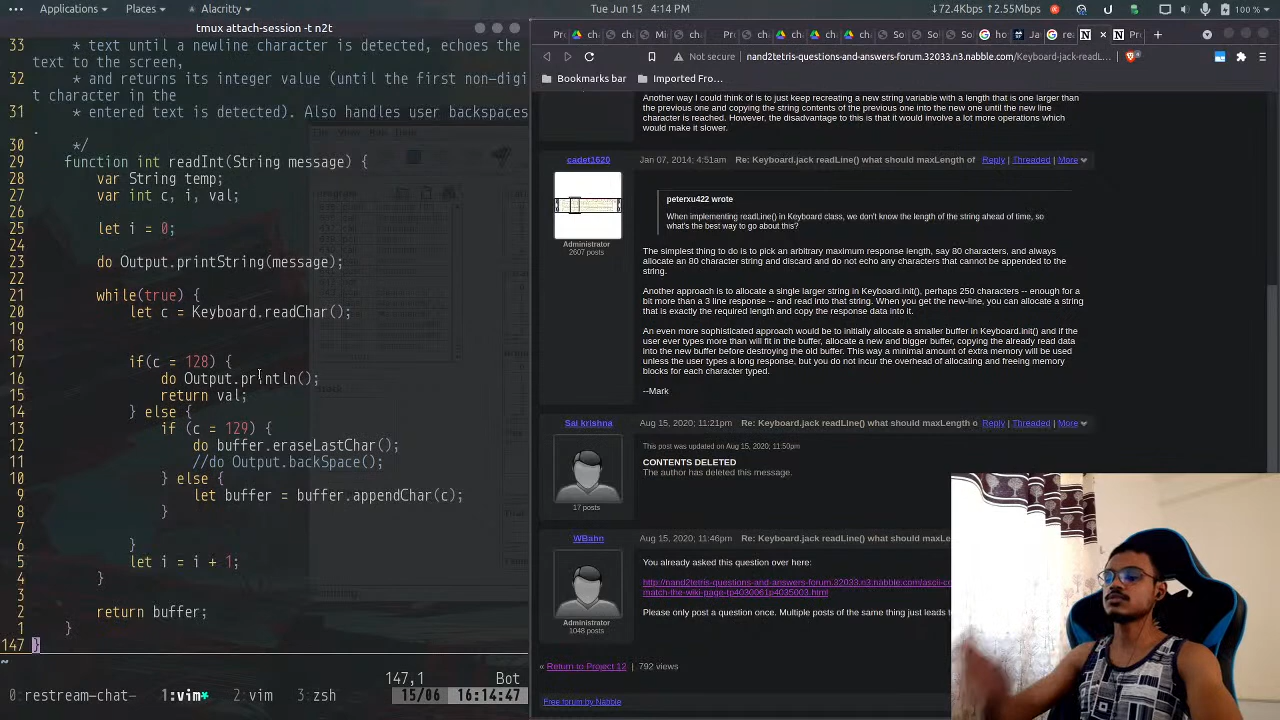 Applications
Places
Alacritty
Tue Jun 15 4:14 PM
72.4Kbps
2.55Mbps
100 %
tmux attach-session -t n2t
33 * text until a newline character is detected, echoes the
text to the screen,
32 * and returns its integer value (until the first non-digi
t character in the
31 * entered text is detected). Also handles user backspaces
.
30 */
29 function int readInt(String message) {
28 var String temp;
27 var int c, i, val;
26
25 let i = 0;
24
23 do Output.printString(message);
22
21 while(true) {
20 let c = Keyboard.readChar();
19
18
17 if(c = 128) {
16 do Output.println();
15 return val;
14 } else {
13 if (c = 129) {
12 do buffer.eraseLastChar();
11 //do Output.backSpace();
10 } else {
9 let buffer = buffer.appendChar(c);
8 }
7
6 }
5 let i = i + 1;
4 }
3
2 return buffer;
1 }
147 }
~
147,1 Bot
0:restream-chat- 1:vim* 2:vim 3:zsh 15/06 16:14:47
Not secure
nand2tetris-questions-and-answers-forum.32033.n3.nabble.com/Keyboard-jack-readL...
Bookmarks bar
Imported Fro...
Another way I could think of is to just keep recreating a new string variable with a length that is one larger than
the previous one and copying the string contents of the previous one into the new one until the new line
character is reached. However, the disadvantage to this is that it would involve a lot more operations which
would make it slower.
cadet1620
Jan 07, 2014; 4:51am Re: Keyboard.jack readLine() what should maxLength of
Reply | Threaded | More
Administrator
2607 posts
peterxu422 wrote
When implementing readLine() in Keyboard class, we don't know the length of the string ahead of time, so
what's the best way to go about this?
The simplest thing to do is to pick an arbitrary maximum response length, say 80 characters, and always
allocate an 80 character string and discard and do not echo any characters that cannot be appended to the
string.
Another approach is to allocate a single larger string in Keyboard.init(), perhaps 250 characters -- enough for a
bit more than a 3 line response -- and read into that string. When you get the new-line, you can allocate a string
that is exactly the required length and copy the response data into it.
An even more sophisticated approach would be to initially allocate a smaller buffer in Keyboard.init() and if the
user ever types more than will fit in the buffer, allocate a new and bigger buffer, copying the already read data
into the new buffer before destroying the old buffer. This way a minimal amount of extra memory will be used
unless the user types a long response, but you do not incur the overhead of allocating and freeing memory
blocks for each character typed.
--Mark
Sai krishna
Aug 15, 2020; 11:21pm Re: Keyboard.jack readLine() what should maxLength o
Reply | Threaded | More
17 posts
This post was updated on Aug 15, 2020; 11:50pm
CONTENTS DELETED
The author has deleted this message.
WBahn
Aug 15, 2020; 11:46pm Re: Keyboard.jack readLine() what should maxLe
Administrator
1048 posts
You already asked this question over here:
http://nand2tetris-questions-and-answers-forum.32033.n3.nabble.com/ascii-co
match-the-wiki-page-tp4030061p4035003.html
Please only post a question once. Multiple posts of the same thing just leads t
« Return to Project 12 | 792 views
Free forum by Nabble